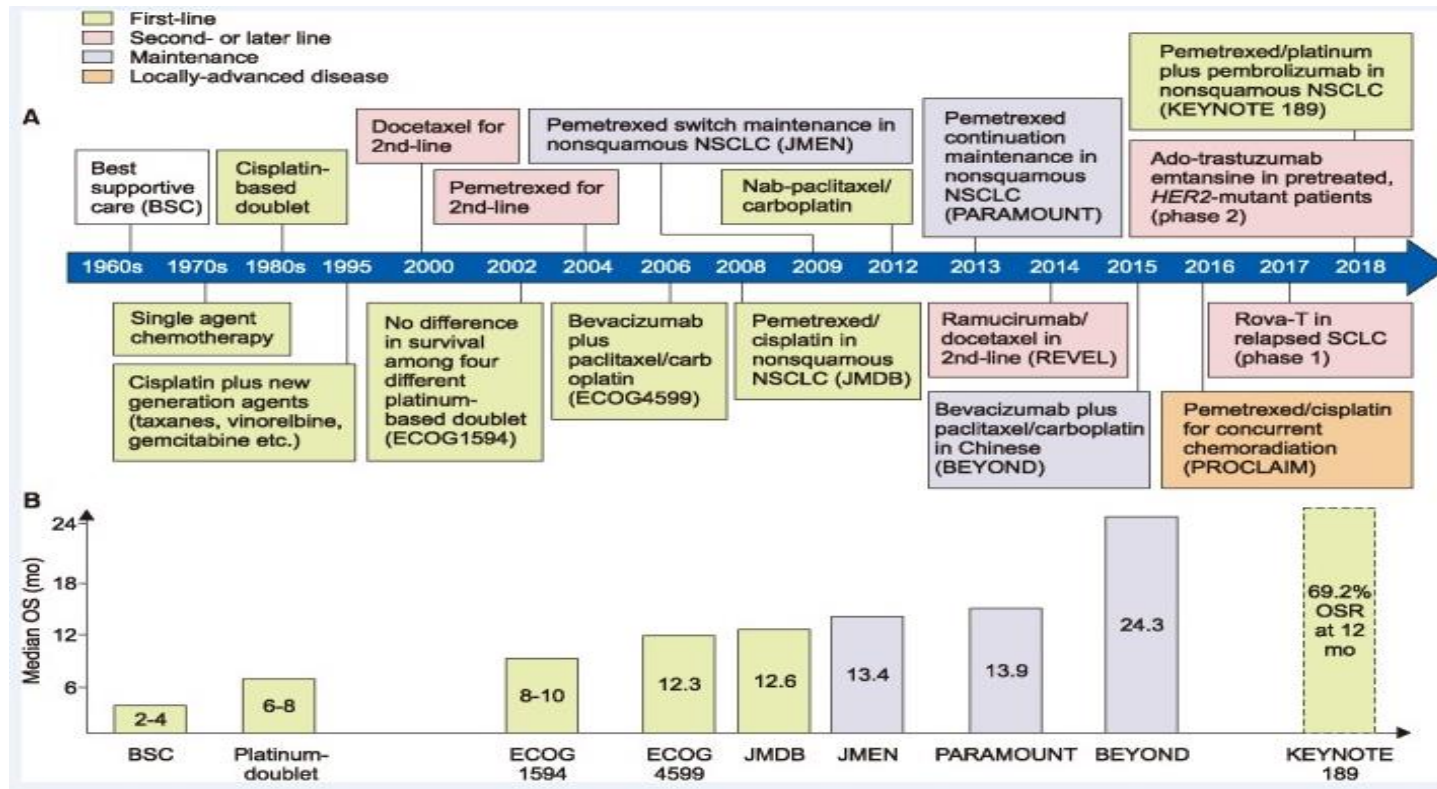 First-line
Second- or later line
Maintenance
Locally-advanced disease
A
Best
supportive
care (BSC)
Cisplatin-
based
doublet
Docetaxel for
2nd-line
Pemetrexed for
2nd-line
Pemetrexed switch maintenance in
nonsquamous NSCLC (JMEN)
Nab-paclitaxel/
carboplatin
Pemetrexed
continuation
maintenance in
nonsquamous
NSCLC
(PARAMOUNT)
Pemetrexed/platinum
plus pembrolizumab in
nonsquamous NSCLC
(KEYNOTE 189)
Ado-trastuzumab
emtansine in pretreated,
HER2-mutant patients
(phase 2)
1960s 1970s 1980s 1995 2000 2002 2004 2006 2008 2009 2012 2013 2014 2015 2016 2017 2018
Single agent
chemotherapy
Cisplatin plus new
generation agents
(taxanes, vinorelbine,
gemcitabine etc.)
No difference
in survival
among four
different
platinum-
based doublet
(ECOG1594)
Bevacizumab
plus
paclitaxel/carb
oplatin
(ECOG4599)
Pemetrexed/
cisplatin in
nonsquamous
NSCLC (JMDB)
Ramucirumab/
docetaxel in
2nd-line (REVEL)
Bevacizumab plus
paclitaxel/carboplatin
in Chinese
(BEYOND)
Rova-T in
relapsed SCLC
(phase 1)
Pemetrexed/cisplatin
for concurrent
chemoradiation
(PROCLAIM)
B
Median OS (mo)
24
18
12
6
2-4
6-8
8-10
12.3
12.6
13.4
13.9
24.3
69.2%
OSR
at 12
mo
BSC
Platinum-
doublet
ECOG
1594
ECOG
4599
JMDB
JMEN
PARAMOUNT
BEYOND
KEYNOTE
189